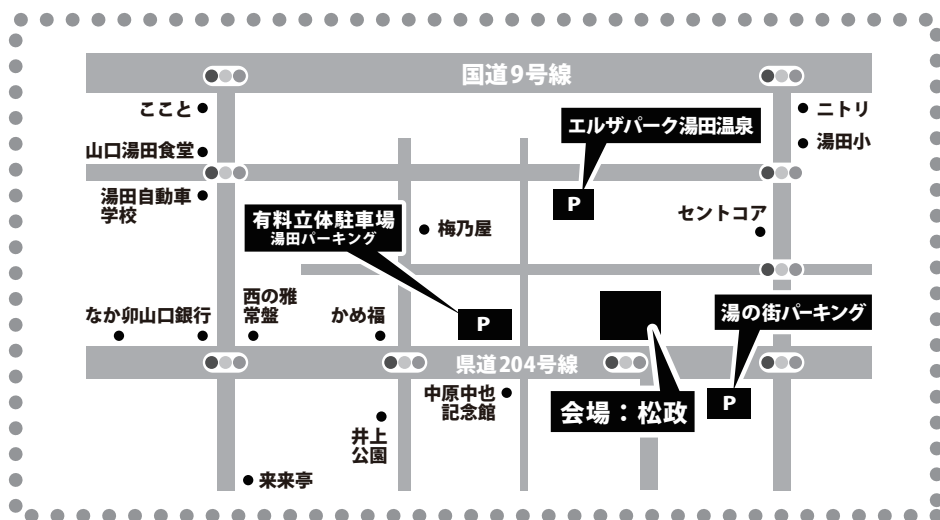 国道9号線
ここと
ニトリ
エルザパーク湯田温泉
湯田小
山口湯田食堂
湯田自動車
学校
P
有料立体駐車場
湯田パーキング
梅乃屋
セントコア
西の雅
常盤
なか卯
山口銀行
かめ福
P
湯の街パーキング
県道204号線
中原中也
記念館
会場：松政
P
井上
公園
来来亭